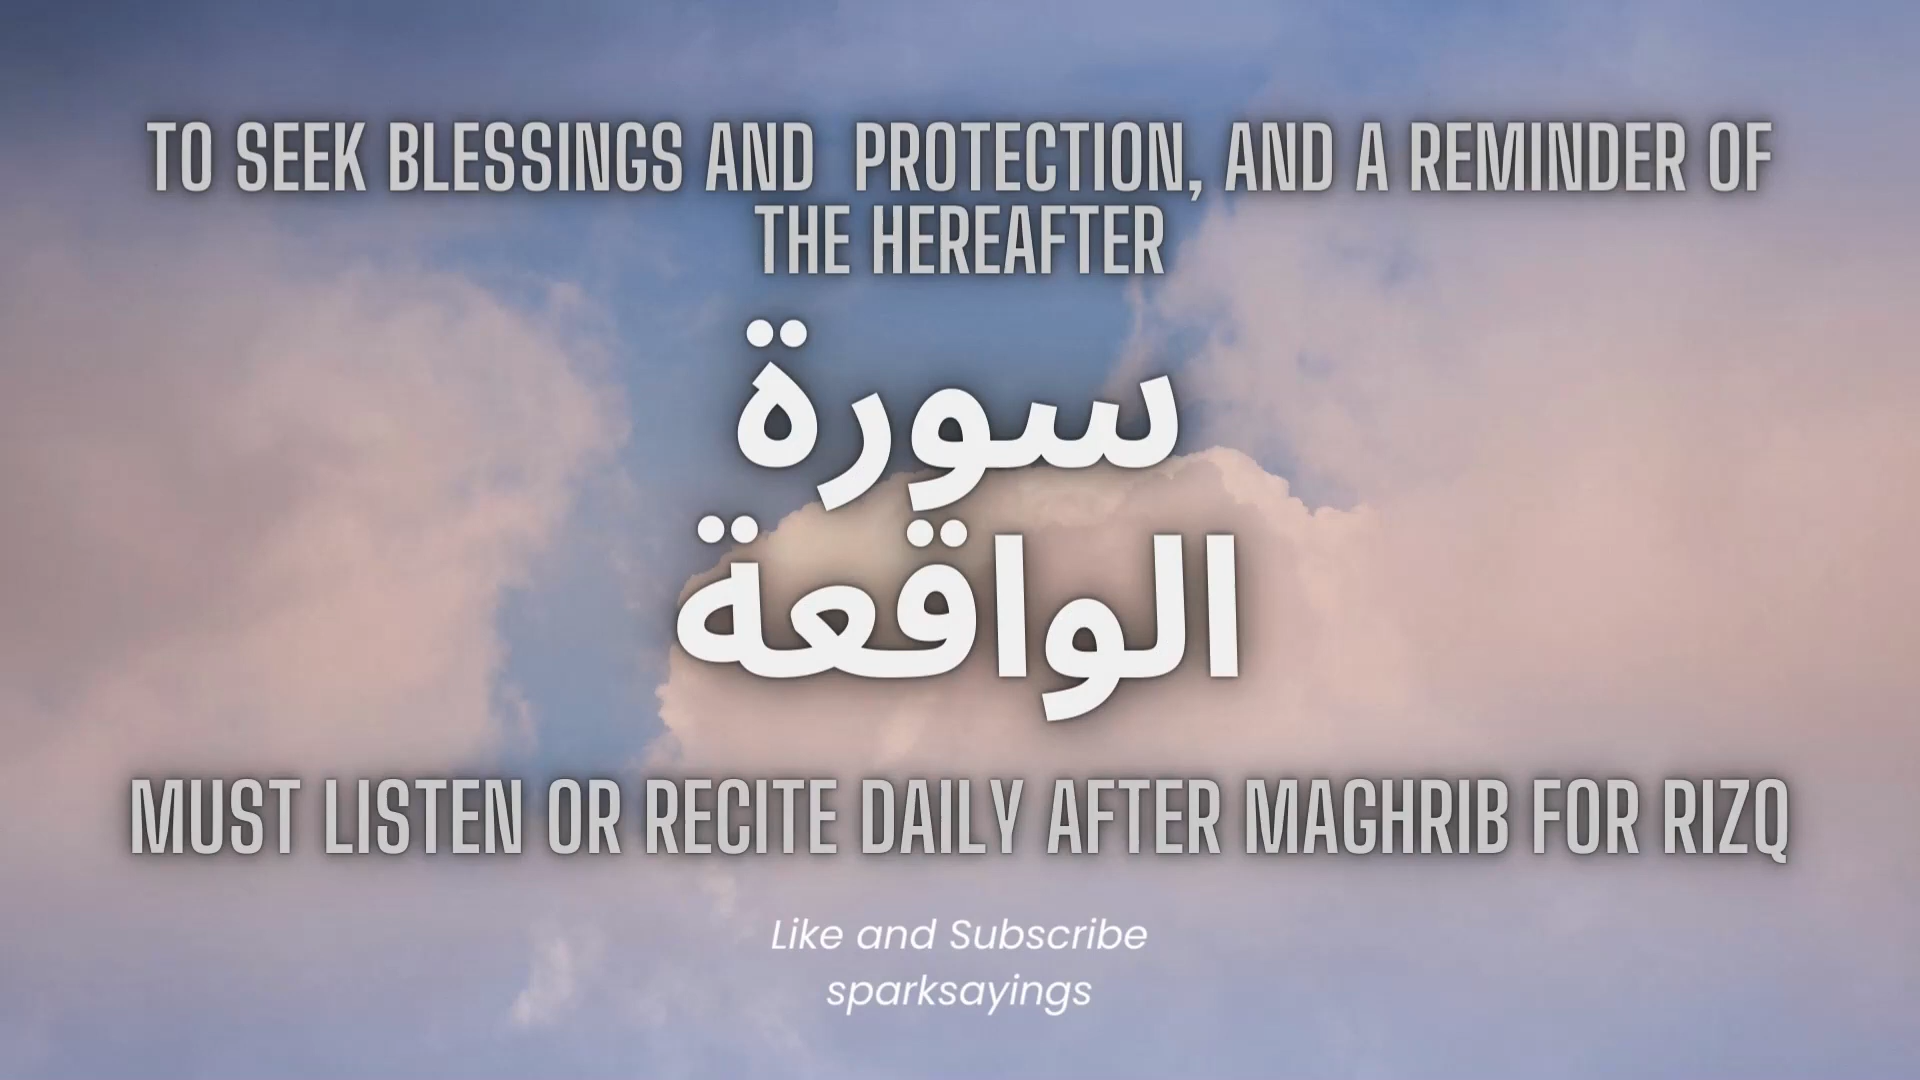 TO SEEK BLESSINGS AND PROTECTION, AND A REMINDER OF
THE HEREAFTER
سورة
الواقعة
MUST LISTEN OR RECITE DAILY AFTER MAGHRIB FOR RIZQ
Like and Subscribe
sparksayings